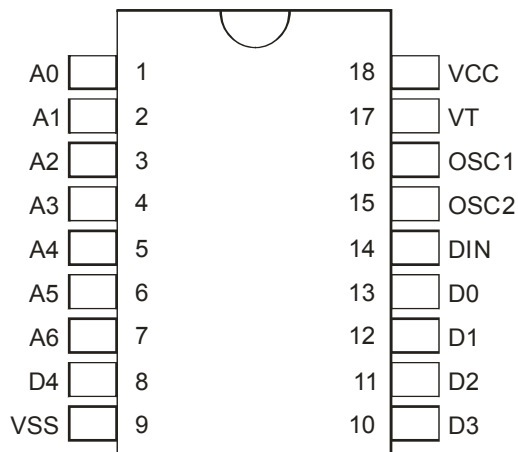 A0 1 18 VCC
A1 2 17 VT
A2 3 16 OSC1
A3 4 15 OSC2
A4 5 14 DIN
A5 6 13 D0
A6 7 12 D1
D4 8 11 D2
VSS 9 10 D3